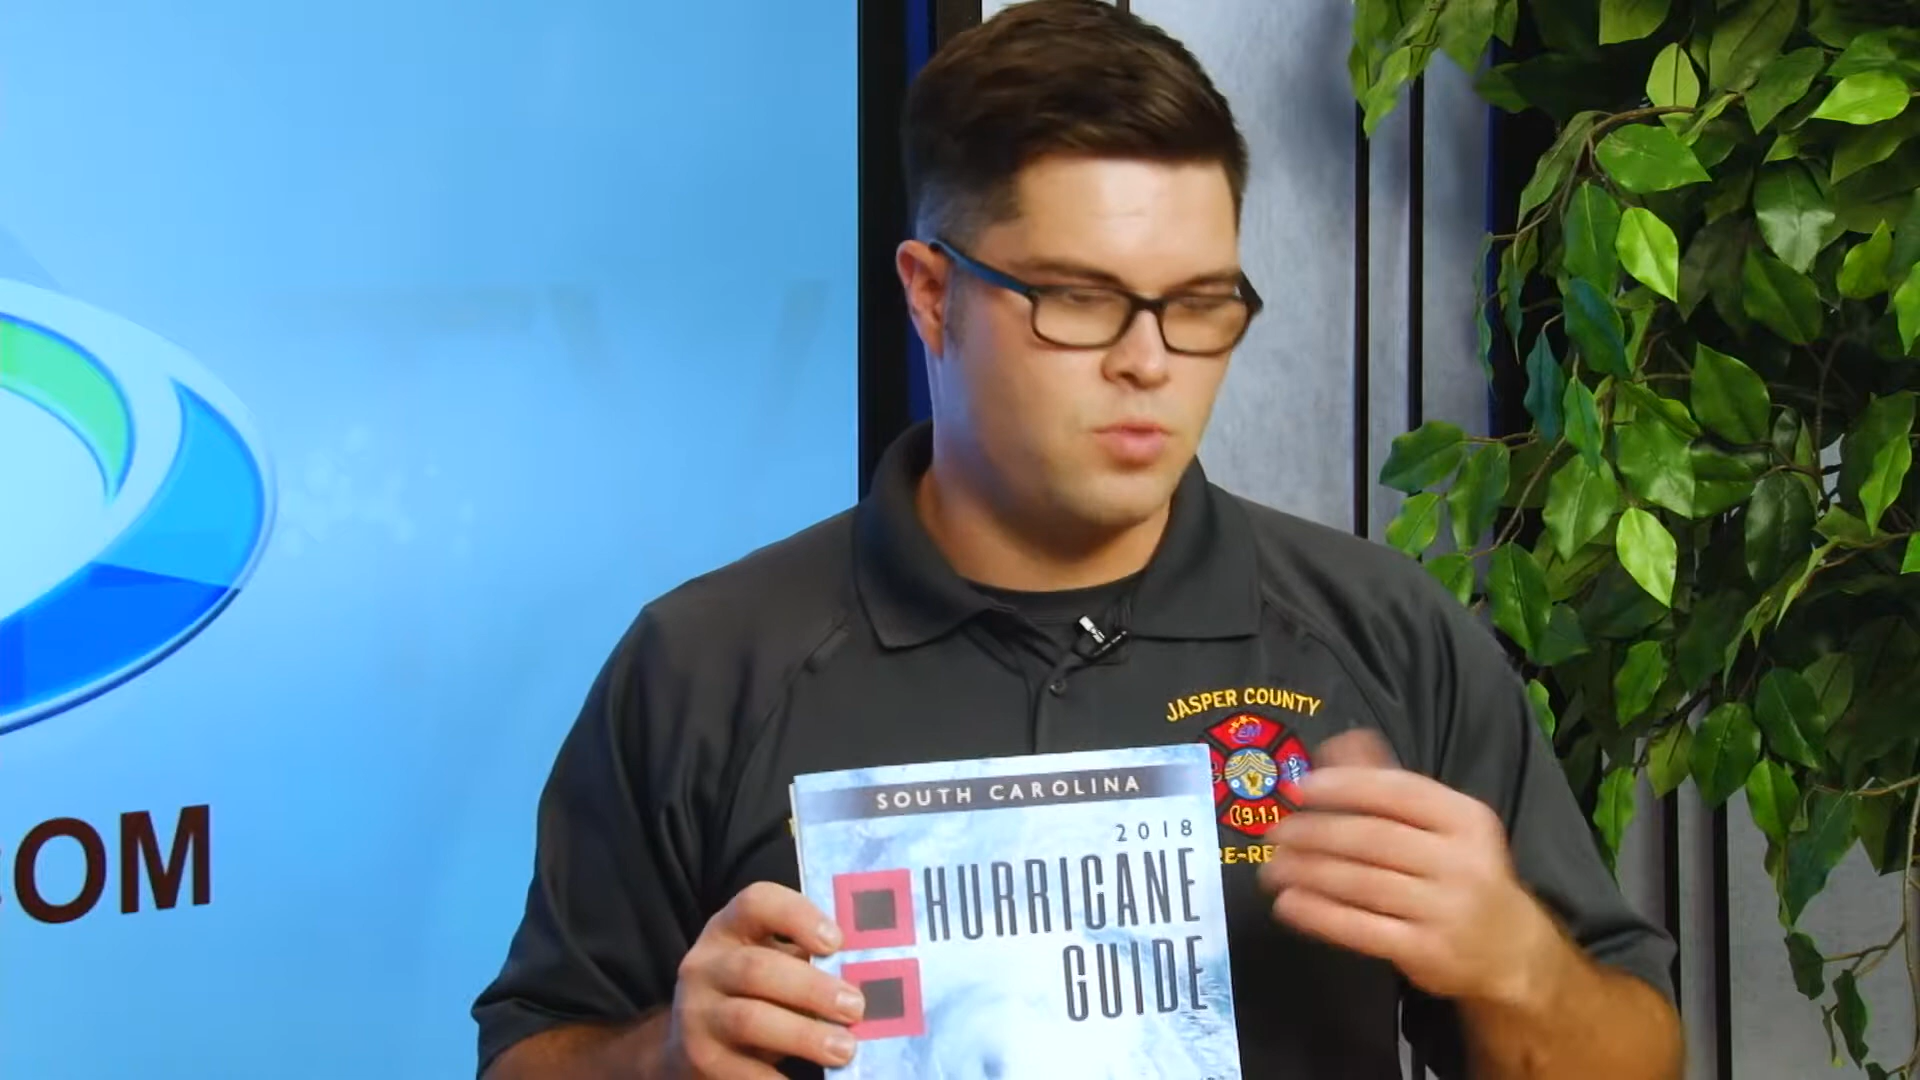 JASPER COUNTY
EM
9-1-1
RE-RE
SOUTH CAROLINA
2018
HURRICANE
GUIDE
COM